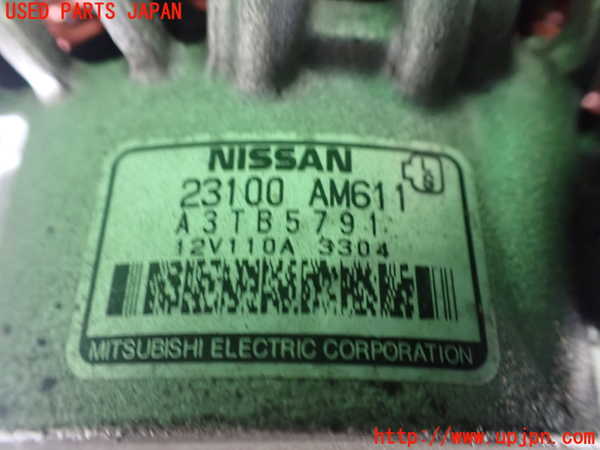 USED PARTS JAPAN
NISSAN
23100 AM611
L
G
A3TB5791
12V110A 3304
MITSUBISHI ELECTRIC CORPORATION
http://www.upjpn.com/